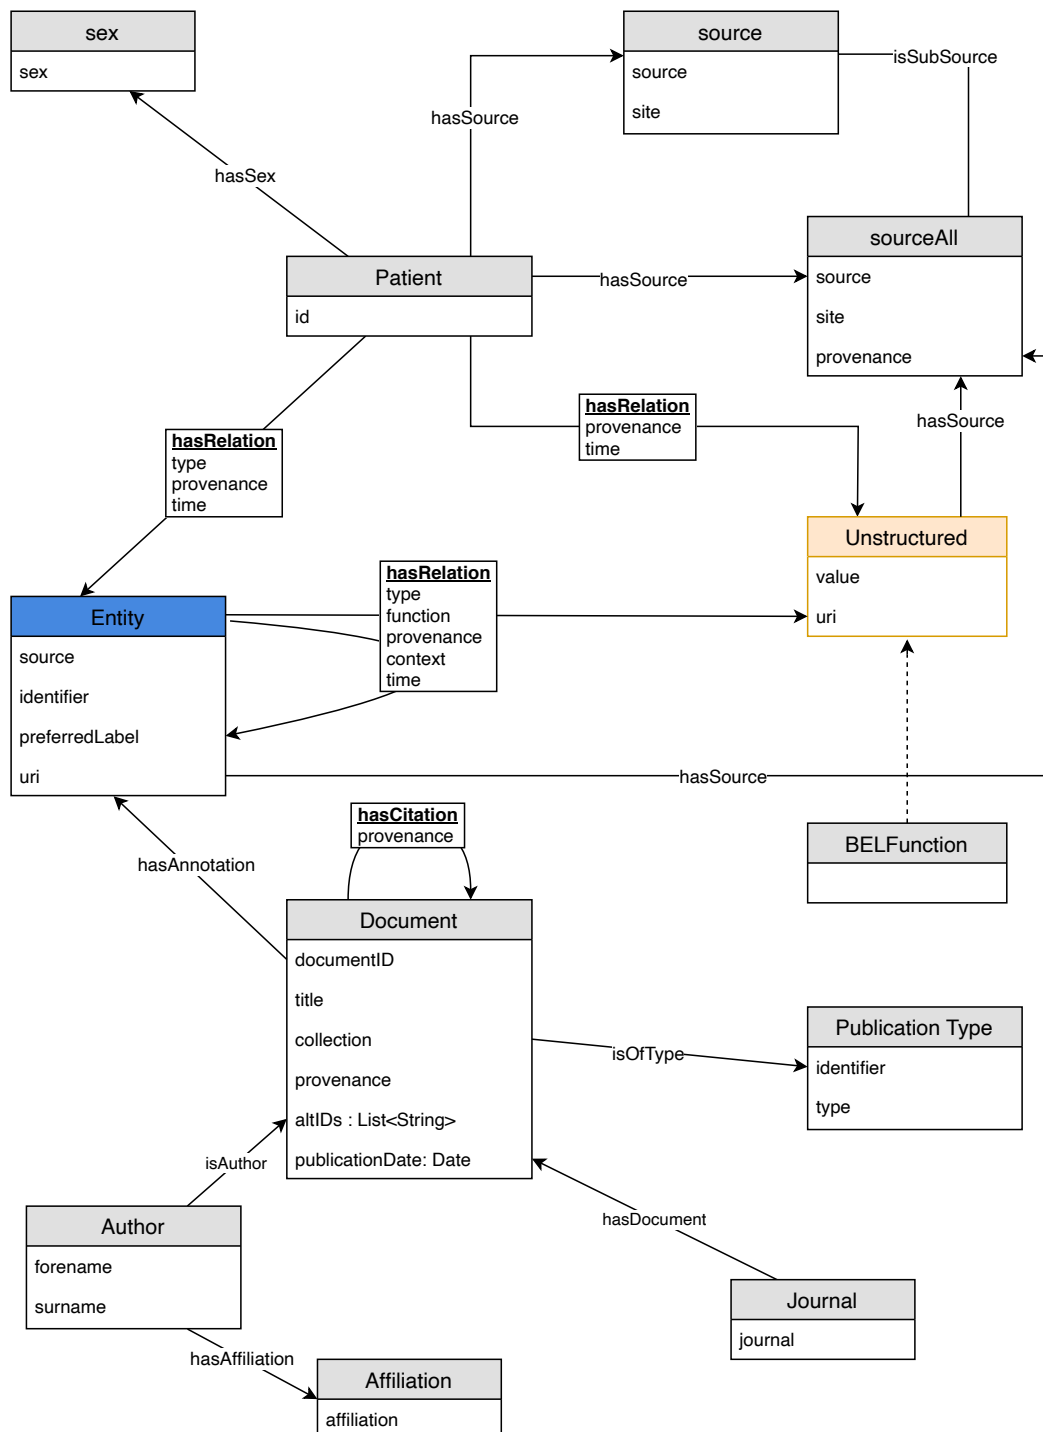 sex
sex
source
source
site
isSubSource
hasSource
hasSex
sourceAll
source
site
provenance
Patient
id
hasSource
hasRelation
provenance
time
hasSource
hasRelation
type
provenance
time
Unstructured
value
uri
hasRelation
type
function
provenance
context
time
Entity
source
identifier
preferredLabel
uri
hasSource
hasCitation
provenance
BELFunction
hasAnnotation
Document
documentID
title
collection
provenance
altIDs : List<String>
publicationDate: Date
isOfType
Publication Type
identifier
type
isAuthor
Author
forename
surname
hasDocument
Journal
journal
hasAffiliation
Affiliation
affiliation